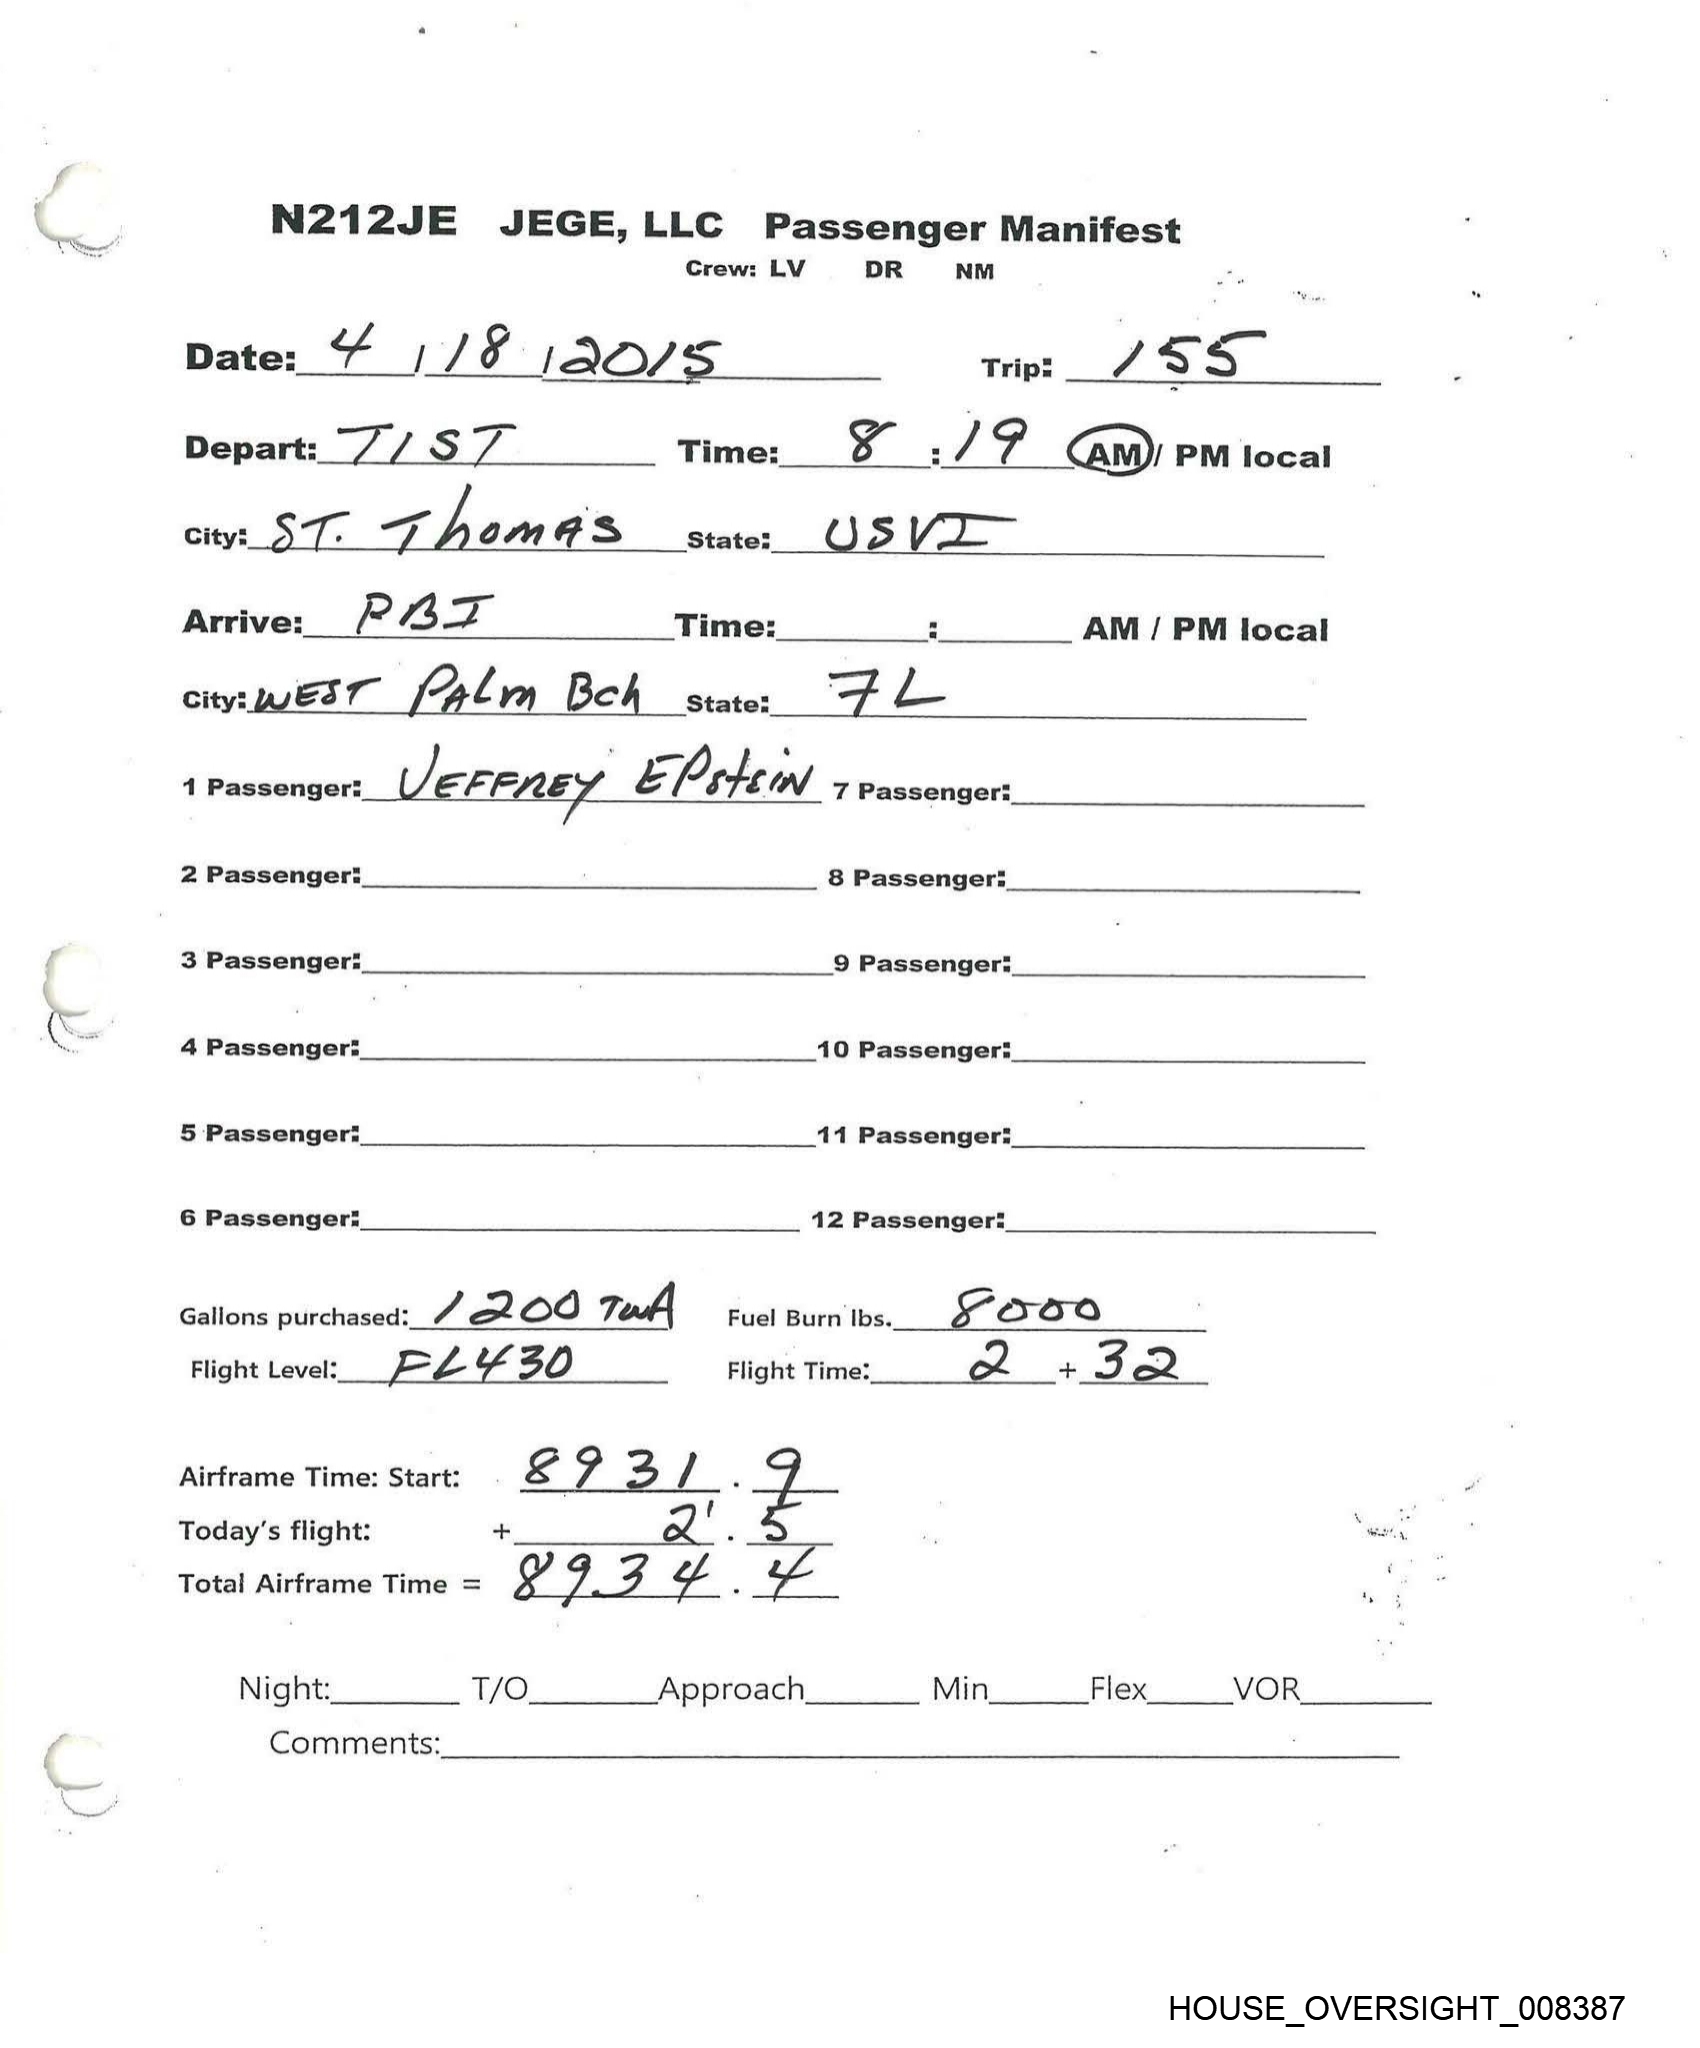 N212JE JEGE, LLC Passenger Manifest
Crew: LV DR NM
Date: 4 / 18 / 2015 Trip: 155
Depart: TIST Time: 8 : 19 AM / PM local
City: ST. Thomas State: USVI
Arrive: PBI Time: : AM / PM local
City: WEST PALm Bch State: 7L
1 Passenger: JEFFREY EPstein 7 Passenger:
2 Passenger: 8 Passenger:
3 Passenger: 9 Passenger:
4 Passenger: 10 Passenger:
5 Passenger: 11 Passenger:
6 Passenger: 12 Passenger:
Gallons purchased: 1200 TWA Fuel Burn lbs. 8000
Flight Level: FL430 Flight Time: 2 + 32
Airframe Time: Start: 8931 . 9
Today's flight: + 2 . 5
Total Airframe Time = 8934 . 4
Night: T/O Approach Min Flex VOR
Comments:
HOUSE_OVERSIGHT_008387